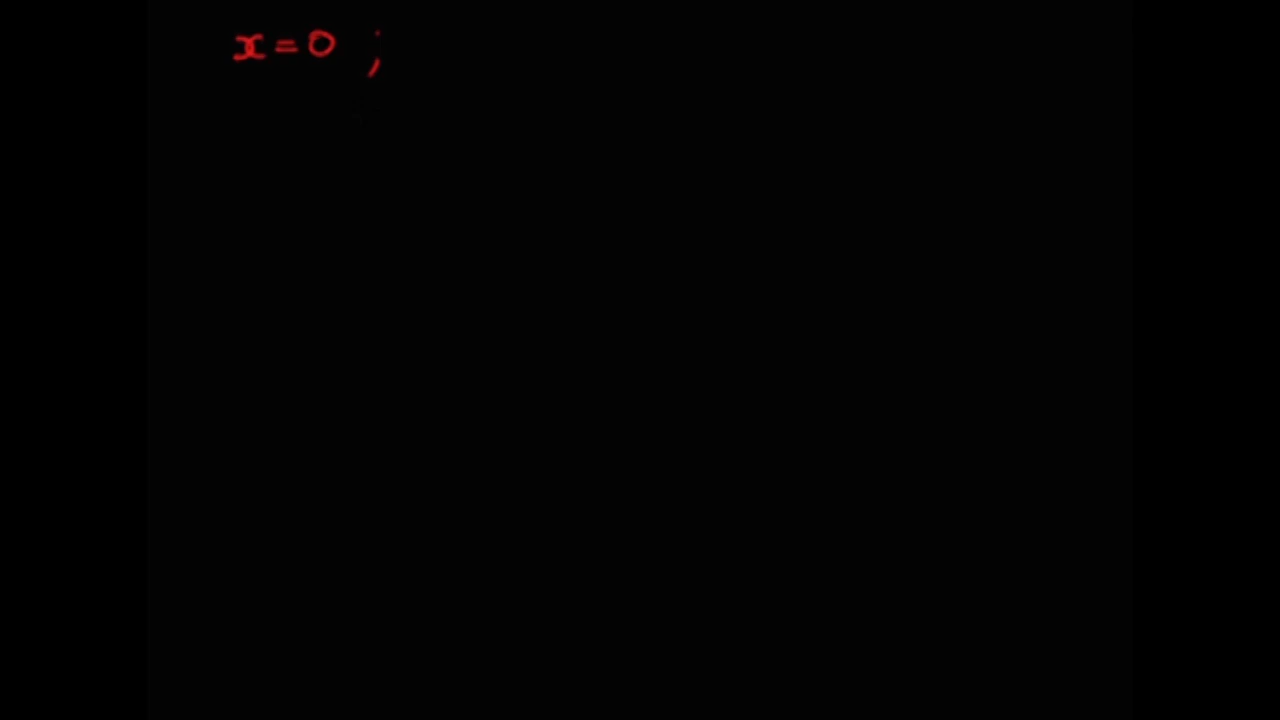 x = 0 ;